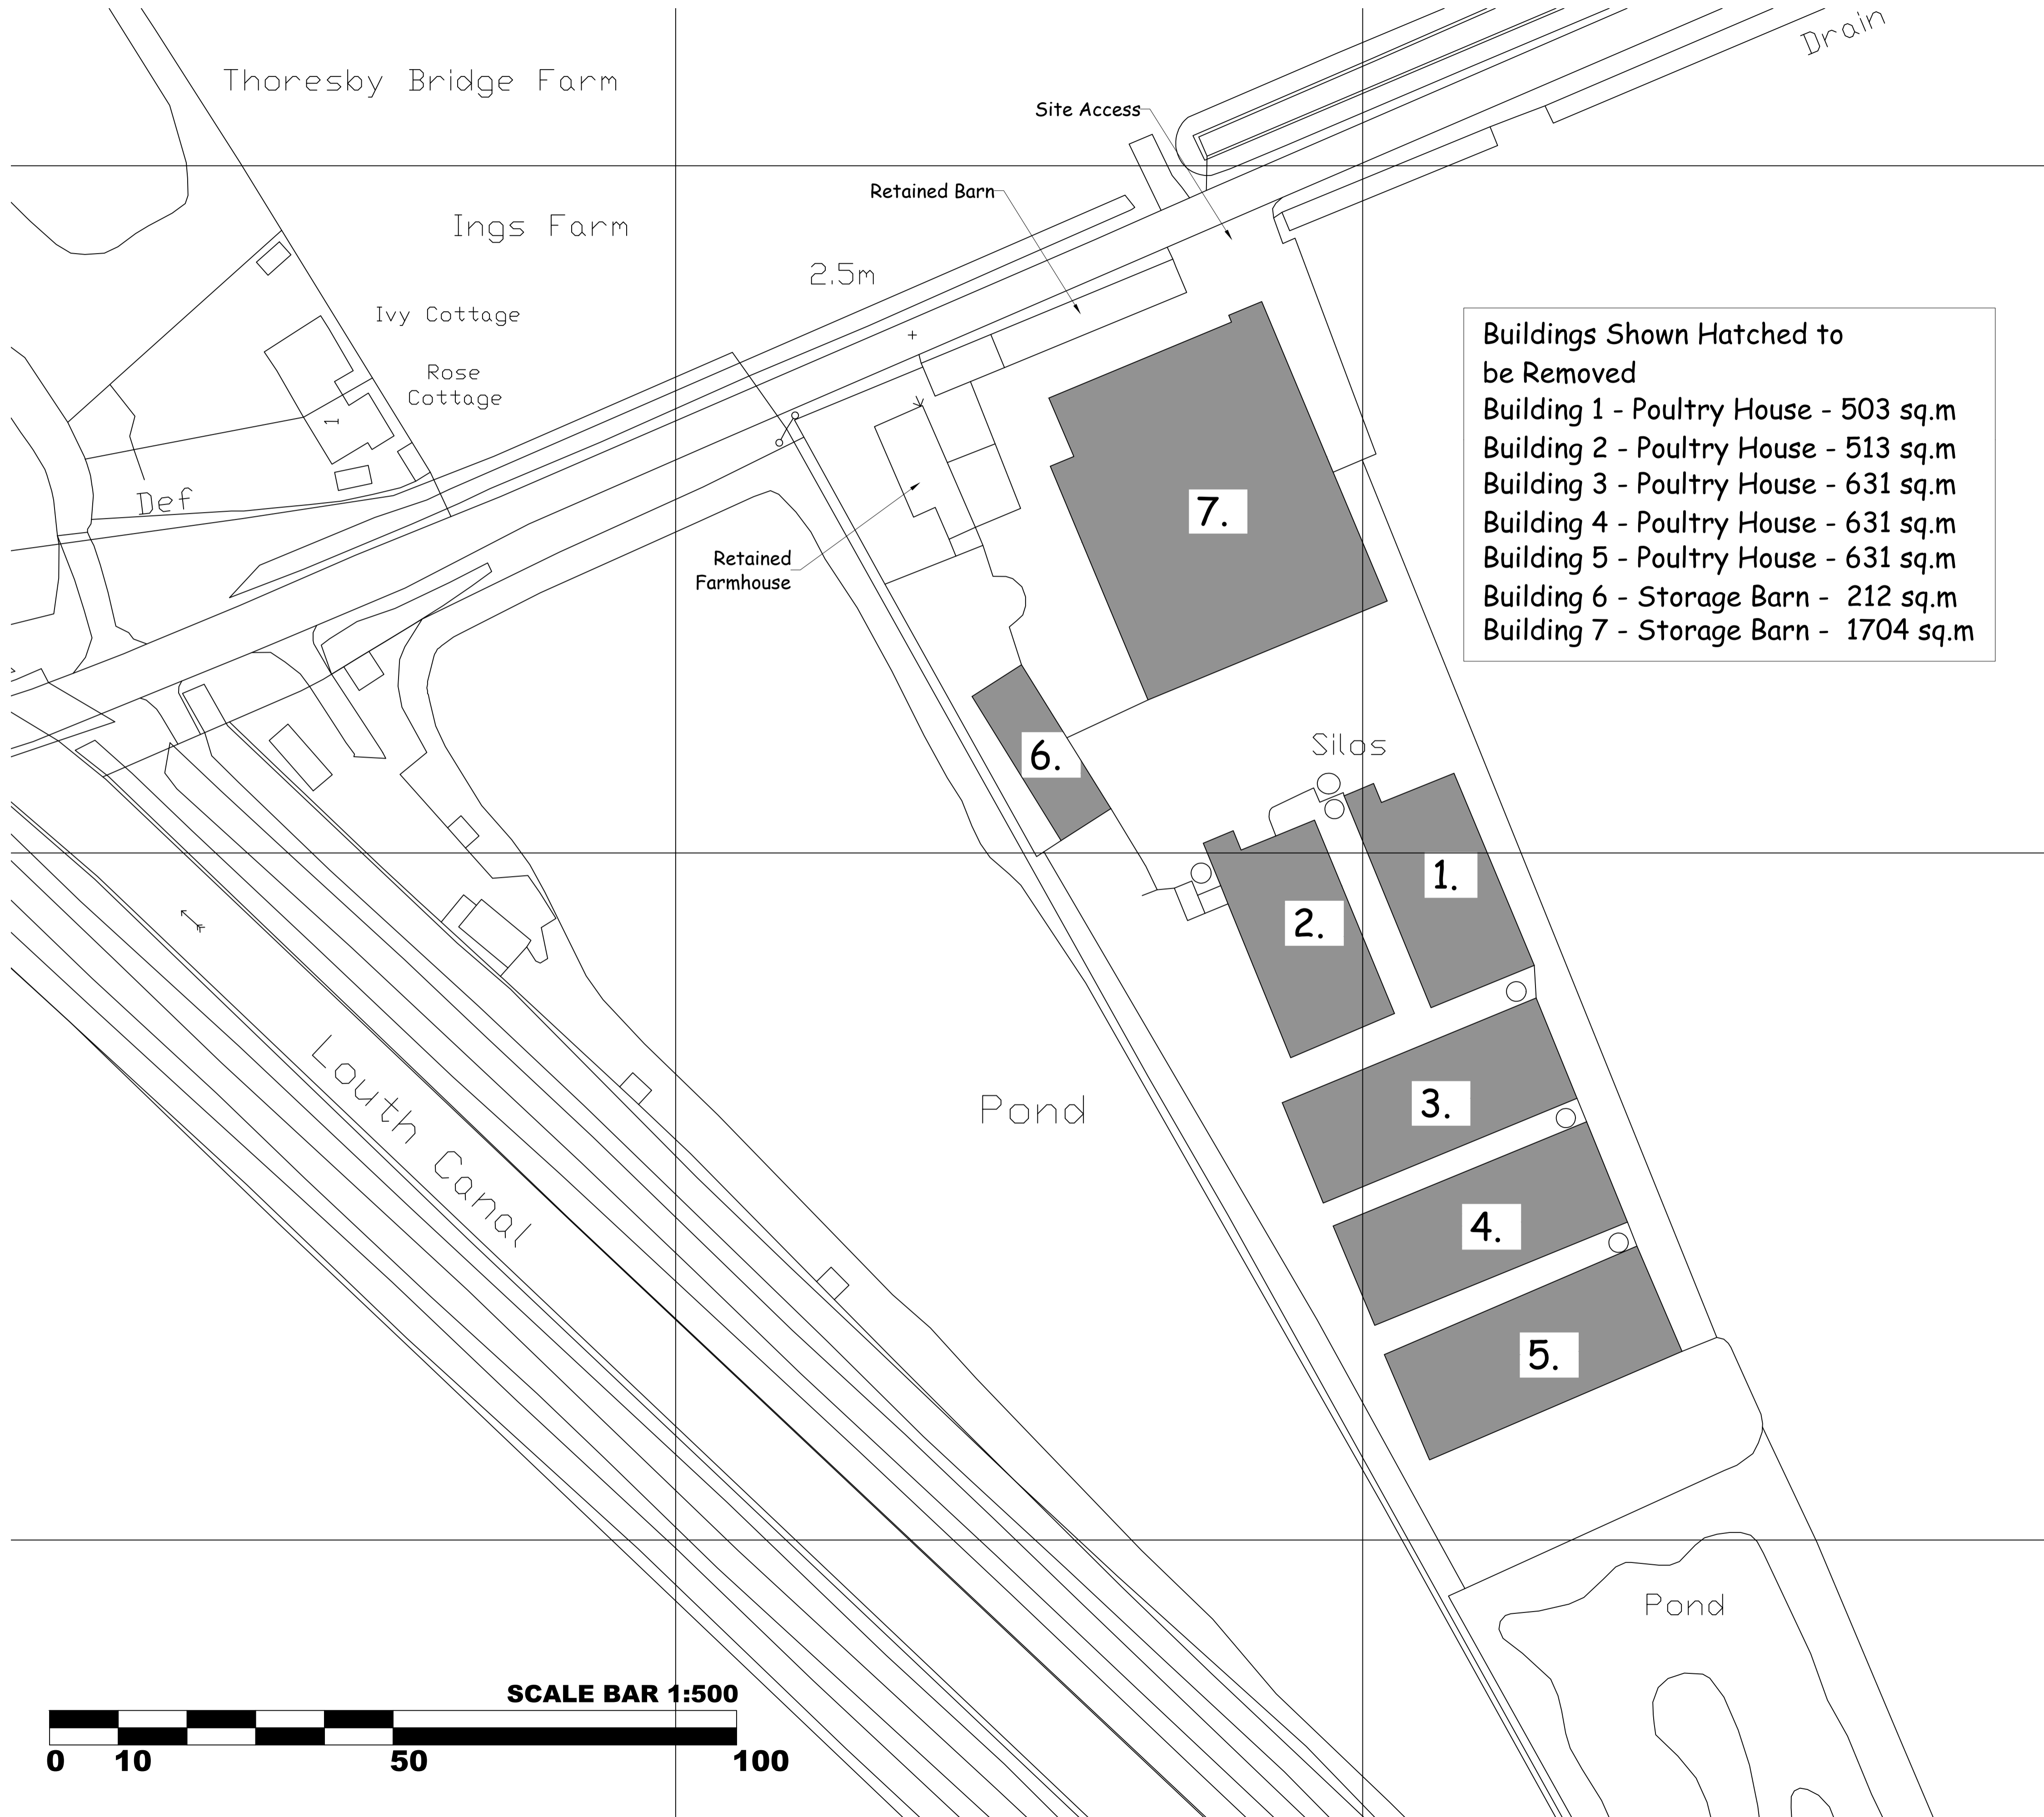 Drain
Thoresby Bridge Farm
Site Access
Retained Barn
Ings Farm
2.5m
Ivy Cottage
Rose
Cottage
1
Def
Retained
Farmhouse
Buildings Shown Hatched to
be Removed
Building 1 - Poultry House - 503 sq.m
Building 2 - Poultry House - 513 sq.m
Building 3 - Poultry House - 631 sq.m
Building 4 - Poultry House - 631 sq.m
Building 5 - Poultry House - 631 sq.m
Building 6 - Storage Barn - 212 sq.m
Building 7 - Storage Barn - 1704 sq.m
7.
Silos
6.
1.
2.
3.
4.
5.
Louth Canal
Pond
Pond
SCALE BAR 1:500
0 10 50 100